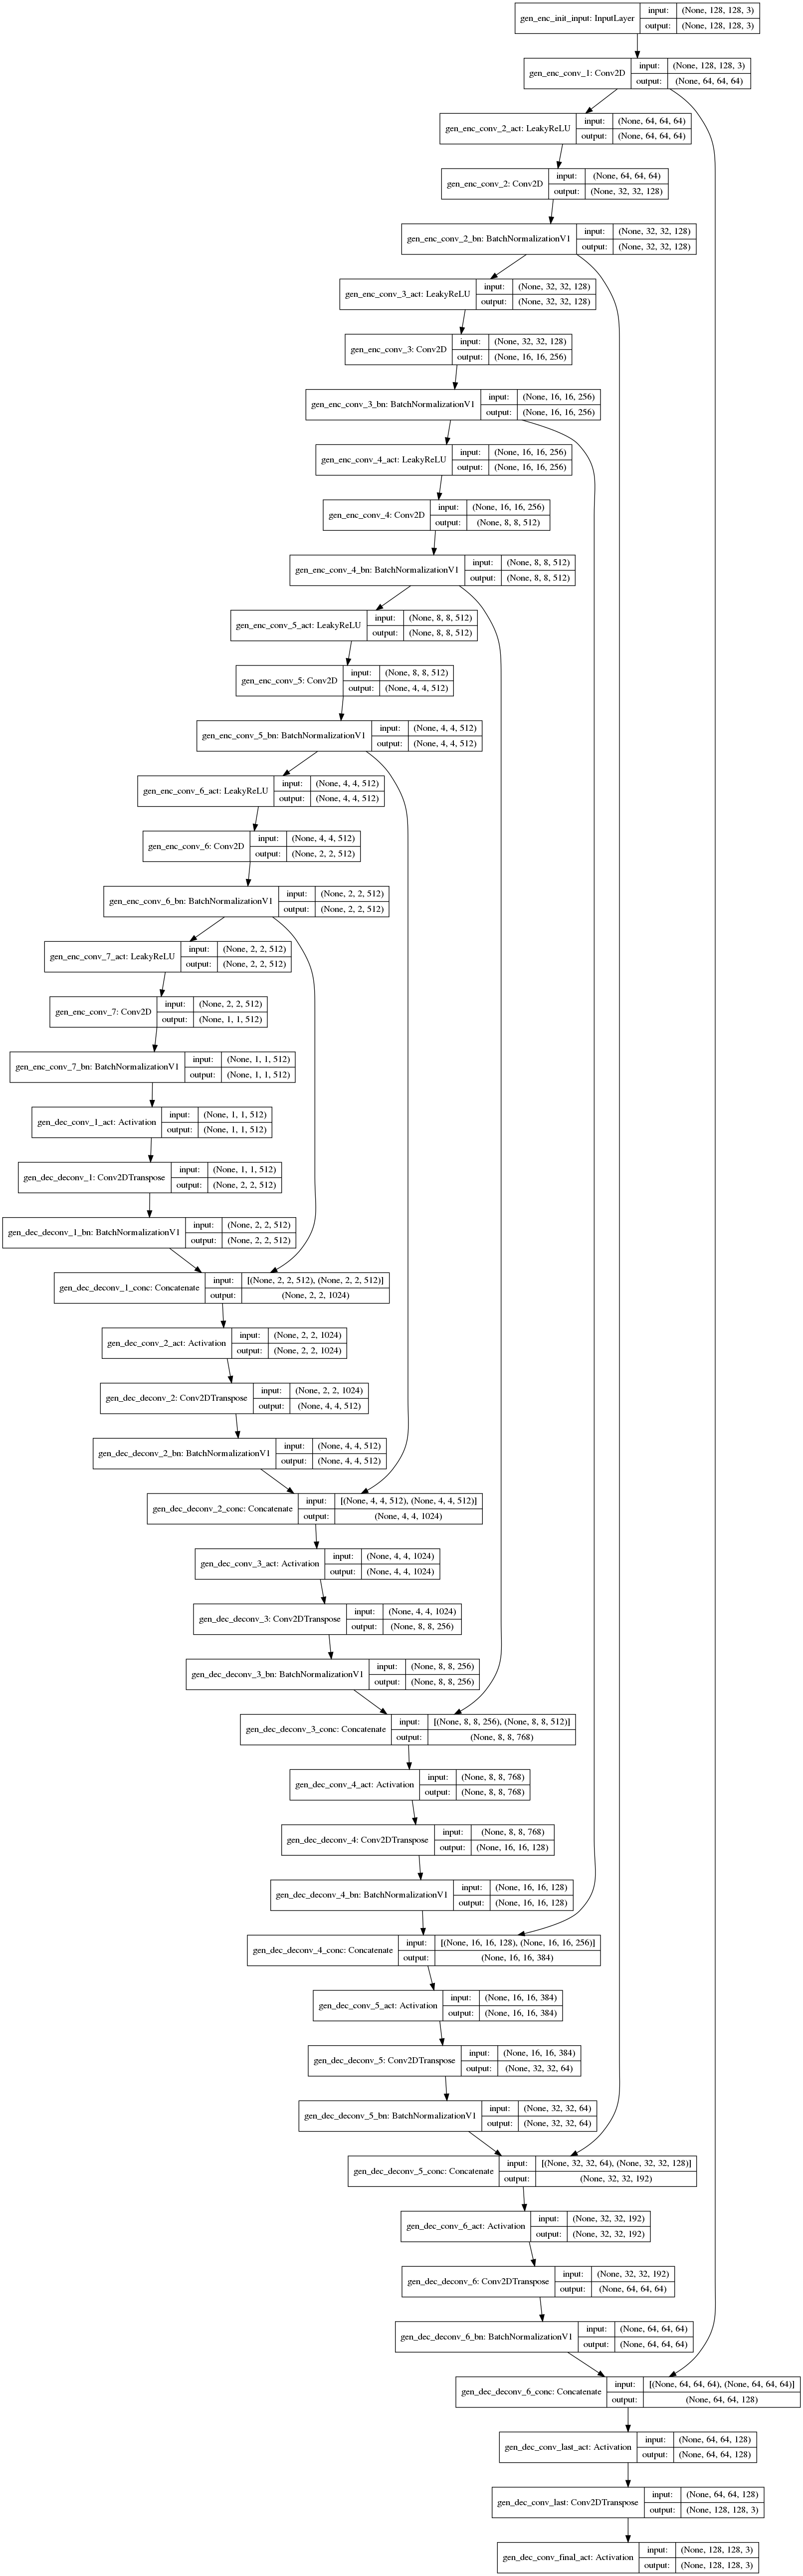 gen_enc_init_input: InputLayer
input: (None, 128, 128, 3)
output: (None, 128, 128, 3)
gen_enc_conv_1: Conv2D
input: (None, 128, 128, 3)
output: (None, 64, 64, 64)
gen_enc_conv_2_act: LeakyReLU
input: (None, 64, 64, 64)
output: (None, 64, 64, 64)
gen_enc_conv_2: Conv2D
input: (None, 64, 64, 64)
output: (None, 32, 32, 128)
gen_enc_conv_2_bn: BatchNormalizationV1
input: (None, 32, 32, 128)
output: (None, 32, 32, 128)
gen_enc_conv_3_act: LeakyReLU
input: (None, 32, 32, 128)
output: (None, 32, 32, 128)
gen_enc_conv_3: Conv2D
input: (None, 32, 32, 128)
output: (None, 16, 16, 256)
gen_enc_conv_3_bn: BatchNormalizationV1
input: (None, 16, 16, 256)
output: (None, 16, 16, 256)
gen_enc_conv_4_act: LeakyReLU
input: (None, 16, 16, 256)
output: (None, 16, 16, 256)
gen_enc_conv_4: Conv2D
input: (None, 16, 16, 256)
output: (None, 8, 8, 512)
gen_enc_conv_4_bn: BatchNormalizationV1
input: (None, 8, 8, 512)
output: (None, 8, 8, 512)
gen_enc_conv_5_act: LeakyReLU
input: (None, 8, 8, 512)
output: (None, 8, 8, 512)
gen_enc_conv_5: Conv2D
input: (None, 8, 8, 512)
output: (None, 4, 4, 512)
gen_enc_conv_5_bn: BatchNormalizationV1
input: (None, 4, 4, 512)
output: (None, 4, 4, 512)
gen_enc_conv_6_act: LeakyReLU
input: (None, 4, 4, 512)
output: (None, 4, 4, 512)
gen_enc_conv_6: Conv2D
input: (None, 4, 4, 512)
output: (None, 2, 2, 512)
gen_enc_conv_6_bn: BatchNormalizationV1
input: (None, 2, 2, 512)
output: (None, 2, 2, 512)
gen_enc_conv_7_act: LeakyReLU
input: (None, 2, 2, 512)
output: (None, 2, 2, 512)
gen_enc_conv_7: Conv2D
input: (None, 2, 2, 512)
output: (None, 1, 1, 512)
gen_enc_conv_7_bn: BatchNormalizationV1
input: (None, 1, 1, 512)
output: (None, 1, 1, 512)
gen_dec_conv_1_act: Activation
input: (None, 1, 1, 512)
output: (None, 1, 1, 512)
gen_dec_deconv_1: Conv2DTranspose
input: (None, 1, 1, 512)
output: (None, 2, 2, 512)
gen_dec_deconv_1_bn: BatchNormalizationV1
input: (None, 2, 2, 512)
output: (None, 2, 2, 512)
gen_dec_deconv_1_conc: Concatenate
input: [(None, 2, 2, 512), (None, 2, 2, 512)]
output: (None, 2, 2, 1024)
gen_dec_conv_2_act: Activation
input: (None, 2, 2, 1024)
output: (None, 2, 2, 1024)
gen_dec_deconv_2: Conv2DTranspose
input: (None, 2, 2, 1024)
output: (None, 4, 4, 512)
gen_dec_deconv_2_bn: BatchNormalizationV1
input: (None, 4, 4, 512)
output: (None, 4, 4, 512)
gen_dec_deconv_2_conc: Concatenate
input: [(None, 4, 4, 512), (None, 4, 4, 512)]
output: (None, 4, 4, 1024)
gen_dec_conv_3_act: Activation
input: (None, 4, 4, 1024)
output: (None, 4, 4, 1024)
gen_dec_deconv_3: Conv2DTranspose
input: (None, 4, 4, 1024)
output: (None, 8, 8, 256)
gen_dec_deconv_3_bn: BatchNormalizationV1
input: (None, 8, 8, 256)
output: (None, 8, 8, 256)
gen_dec_deconv_3_conc: Concatenate
input: [(None, 8, 8, 256), (None, 8, 8, 512)]
output: (None, 8, 8, 768)
gen_dec_conv_4_act: Activation
input: (None, 8, 8, 768)
output: (None, 8, 8, 768)
gen_dec_deconv_4: Conv2DTranspose
input: (None, 8, 8, 768)
output: (None, 16, 16, 128)
gen_dec_deconv_4_bn: BatchNormalizationV1
input: (None, 16, 16, 128)
output: (None, 16, 16, 128)
gen_dec_deconv_4_conc: Concatenate
input: [(None, 16, 16, 128), (None, 16, 16, 256)]
output: (None, 16, 16, 384)
gen_dec_conv_5_act: Activation
input: (None, 16, 16, 384)
output: (None, 16, 16, 384)
gen_dec_deconv_5: Conv2DTranspose
input: (None, 16, 16, 384)
output: (None, 32, 32, 64)
gen_dec_deconv_5_bn: BatchNormalizationV1
input: (None, 32, 32, 64)
output: (None, 32, 32, 64)
gen_dec_deconv_5_conc: Concatenate
input: [(None, 32, 32, 64), (None, 32, 32, 128)]
output: (None, 32, 32, 192)
gen_dec_conv_6_act: Activation
input: (None, 32, 32, 192)
output: (None, 32, 32, 192)
gen_dec_deconv_6: Conv2DTranspose
input: (None, 32, 32, 192)
output: (None, 64, 64, 64)
gen_dec_deconv_6_bn: BatchNormalizationV1
input: (None, 64, 64, 64)
output: (None, 64, 64, 64)
gen_dec_deconv_6_conc: Concatenate
input: [(None, 64, 64, 64), (None, 64, 64, 64)]
output: (None, 64, 64, 128)
gen_dec_conv_last_act: Activation
input: (None, 64, 64, 128)
output: (None, 64, 64, 128)
gen_dec_conv_last: Conv2DTranspose
input: (None, 64, 64, 128)
output: (None, 128, 128, 3)
gen_dec_conv_final_act: Activation
input: (None, 128, 128, 3)
output: (None, 128, 128, 3)